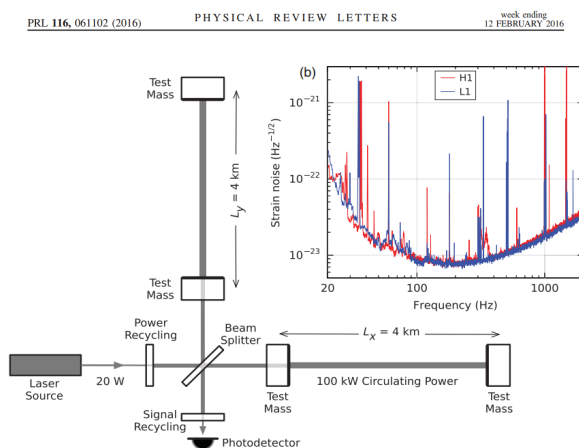 PRL 116, 061102 (2016)
PHYSICAL REVIEW LETTERS
week ending
12 FEBRUARY 2016
Test
Mass
L_y = 4 km
Test
Mass
Power
Recycling
Beam
Splitter
Laser
Source
20 W
Signal
Recycling
Photodetector
L_x = 4 km
100 kW Circulating Power
Test
Mass
Test
Mass
(b)
H1
L1
Strain noise (Hz^-1/2)
10^-21
10^-22
10^-23
20
100
1000
Frequency (Hz)